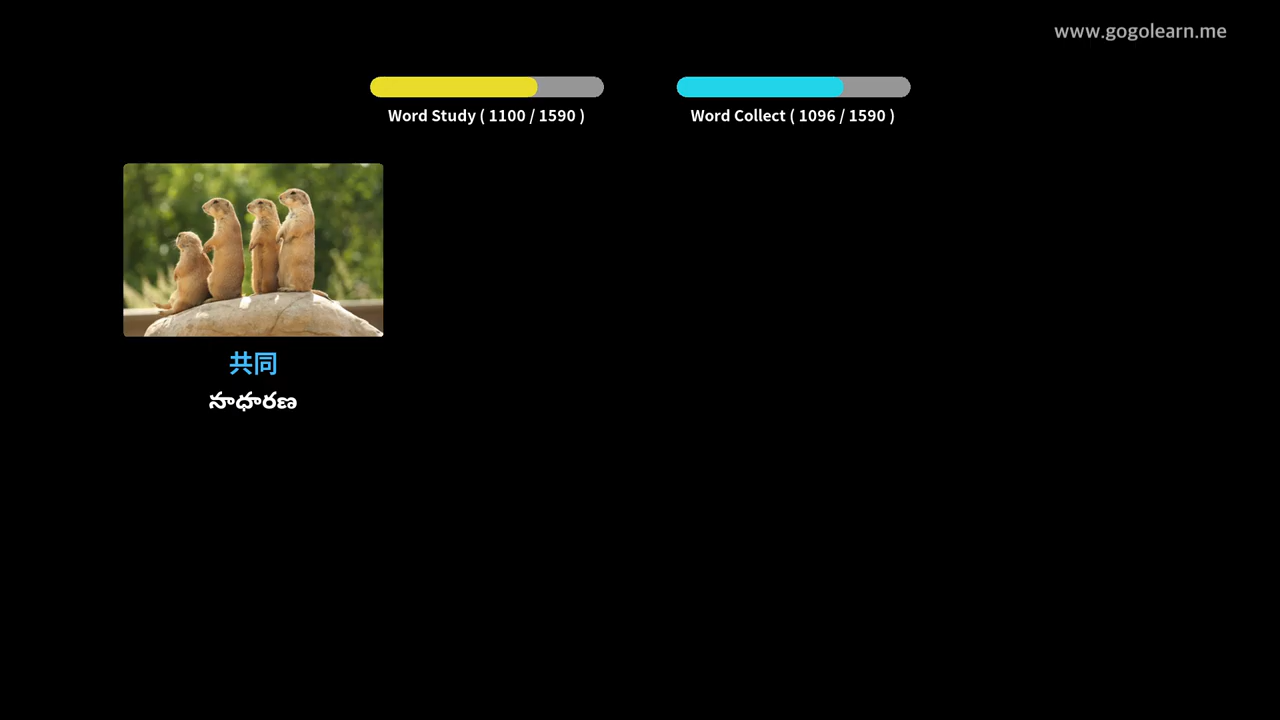 www.gogolearn.me
Word Study ( 1100 / 1590 )
Word Collect ( 1096 / 1590 )
共同
సాధారణ